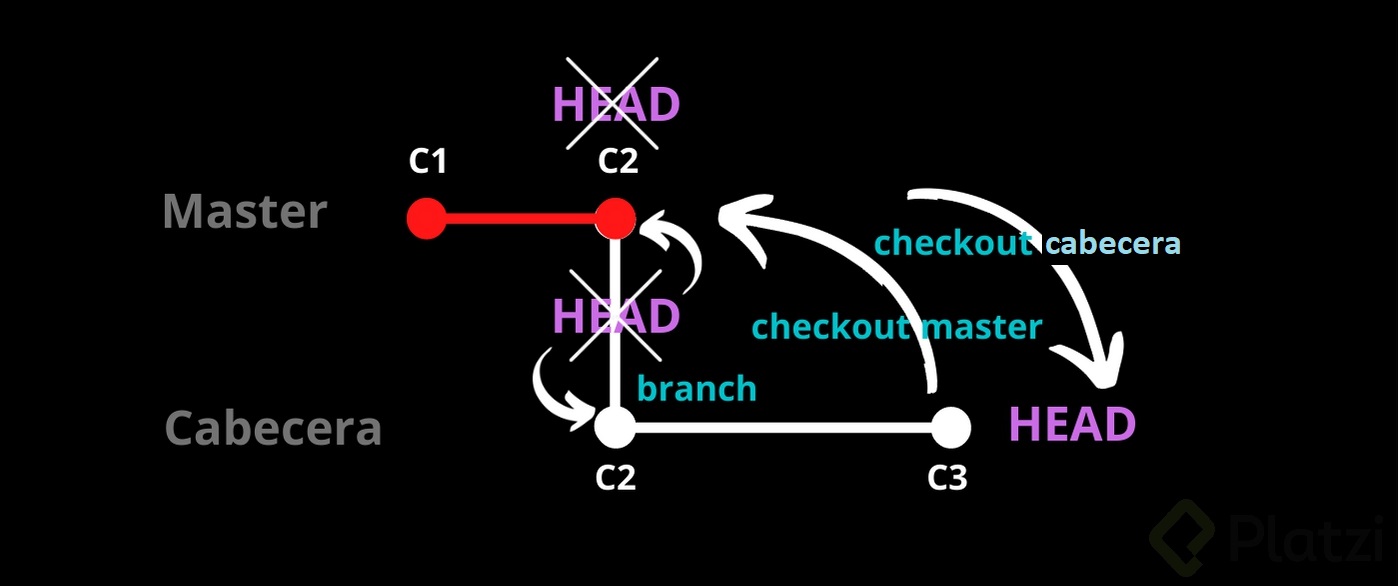 HEAD
C1
C2
Master
checkout cabecera
HEAD
checkout master
branch
Cabecera
HEAD
C2
C3
Platzi